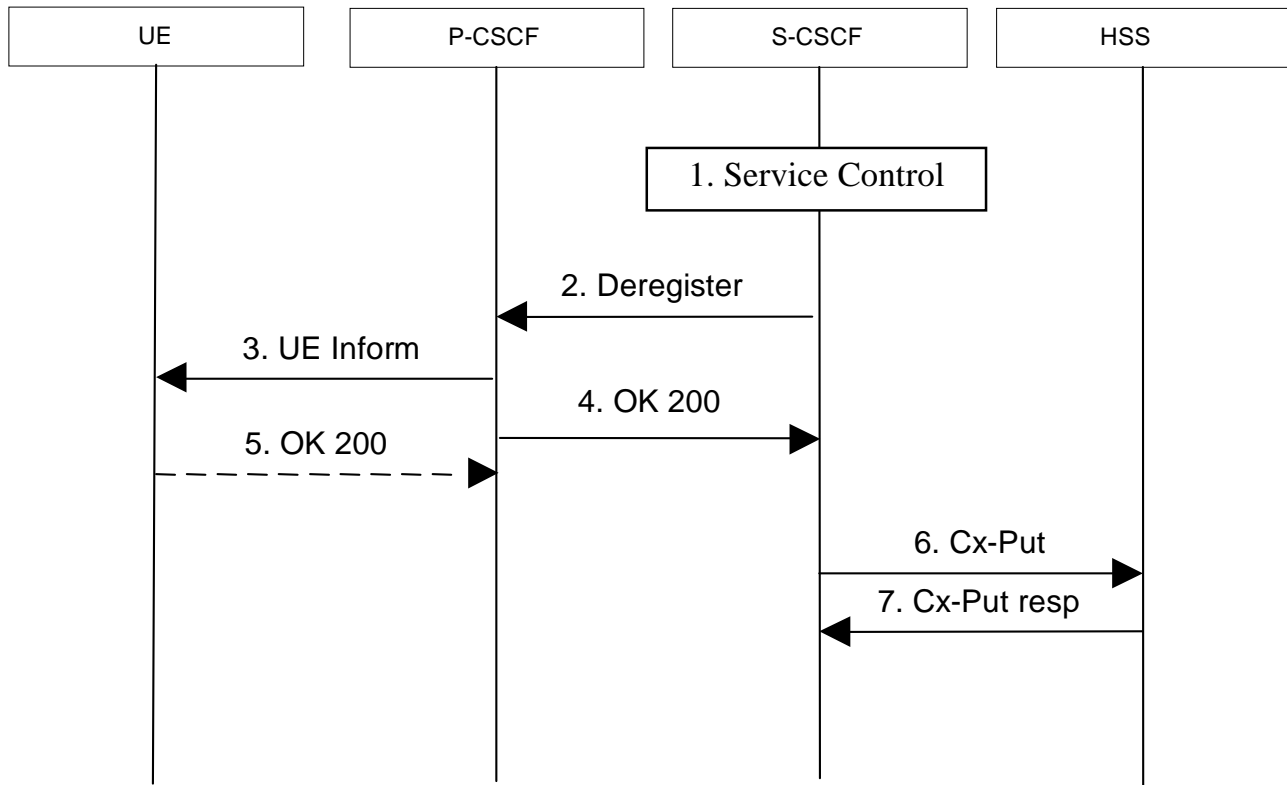 UE
P-CSCF
S-CSCF
HSS
1. Service Control
2. Deregister
3. UE Inform
4. OK 200
5. OK 200
6. Cx-Put
7. Cx-Put resp